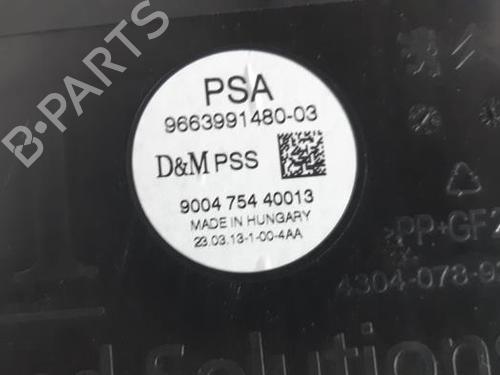 B-PARTS
PSA
9663991480-03
D&M PSS
9004 754 40013
MADE IN HUNGARY
23.03.13-1-00-4AA
>PP+GF
4304-078-9
d Solutions